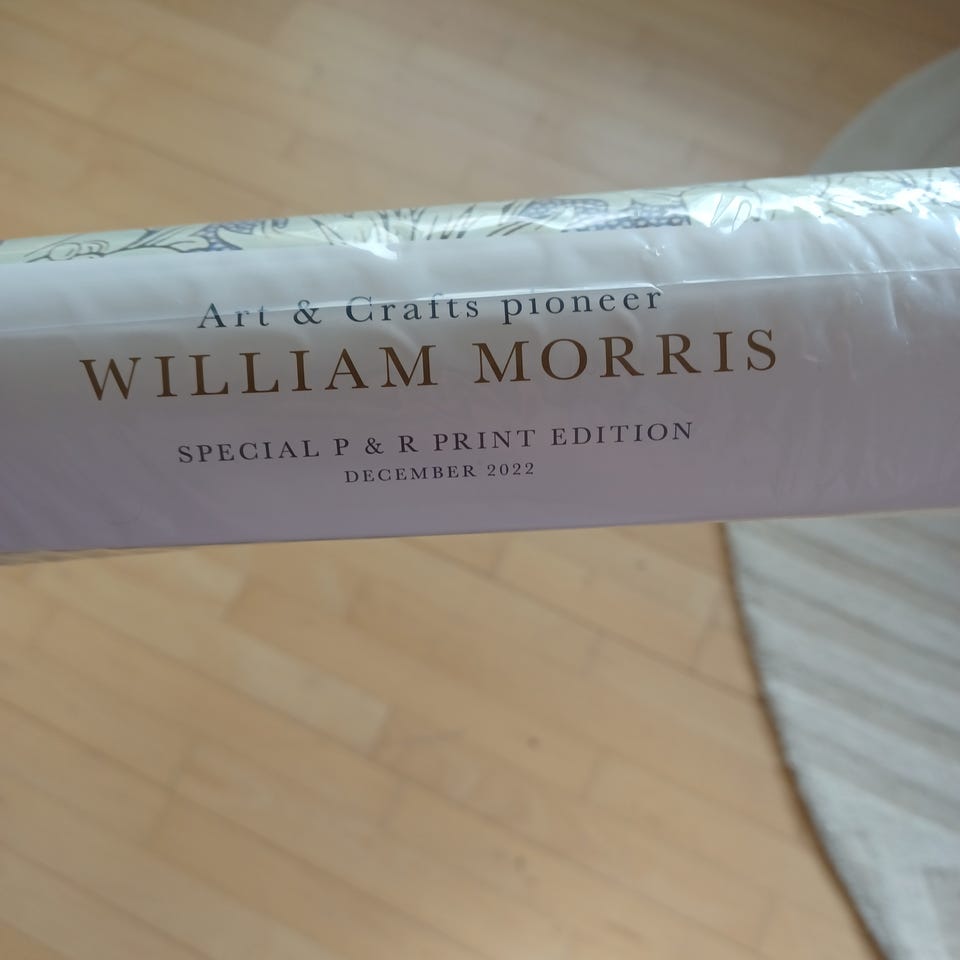 Art & Crafts pioneer
WILLIAM MORRIS
SPECIAL P & R PRINT EDITION
DECEMBER 2022